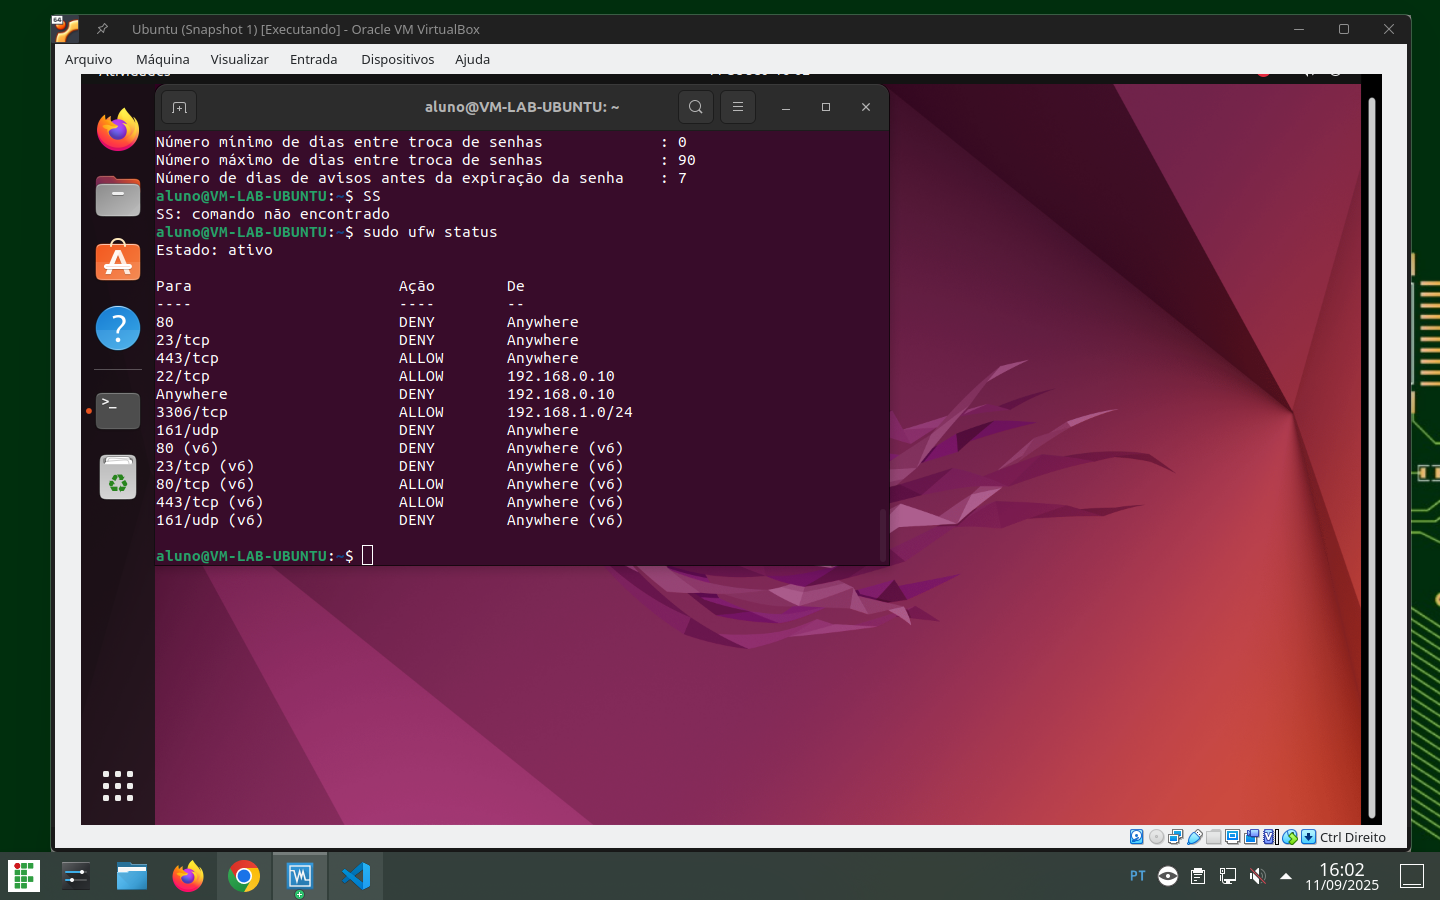 Ubuntu (Snapshot 1) [Executando] - Oracle VM VirtualBox
Arquivo Máquina Visualizar Entrada Dispositivos Ajuda
aluno@VM-LAB-UBUNTU: ~
Número mínimo de dias entre troca de senhas : 0
Número máximo de dias entre troca de senhas : 90
Número de dias de avisos antes da expiração da senha : 7
aluno@VM-LAB-UBUNTU:~$ SS
SS: comando não encontrado
aluno@VM-LAB-UBUNTU:~$ sudo ufw status
Estado: ativo
Para Ação De
---- ---- --
80 DENY Anywhere
23/tcp DENY Anywhere
443/tcp ALLOW Anywhere
22/tcp ALLOW 192.168.0.10
Anywhere DENY 192.168.0.10
3306/tcp ALLOW 192.168.1.0/24
161/udp DENY Anywhere
80 (v6) DENY Anywhere (v6)
23/tcp (v6) DENY Anywhere (v6)
80/tcp (v6) ALLOW Anywhere (v6)
443/tcp (v6) ALLOW Anywhere (v6)
161/udp (v6) DENY Anywhere (v6)
aluno@VM-LAB-UBUNTU:~$
Ctrl Direito
PT
16:02
11/09/2025